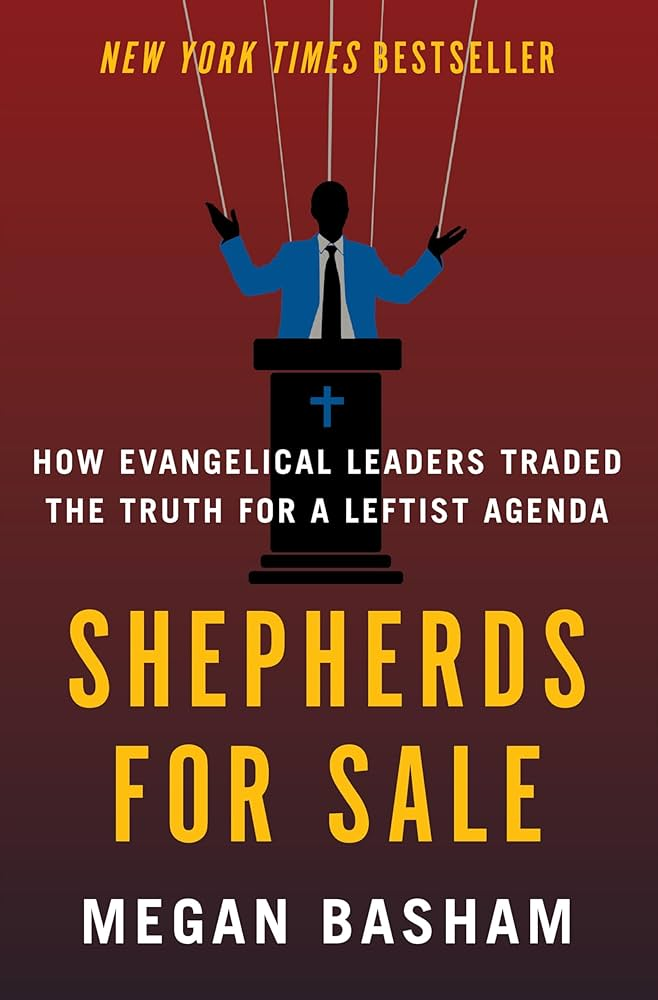 NEW YORK TIMES BESTSELLER
HOW EVANGELICAL LEADERS TRADED
THE TRUTH FOR A LEFTIST AGENDA
SHEPHERDS
FOR SALE
MEGAN BASHAM